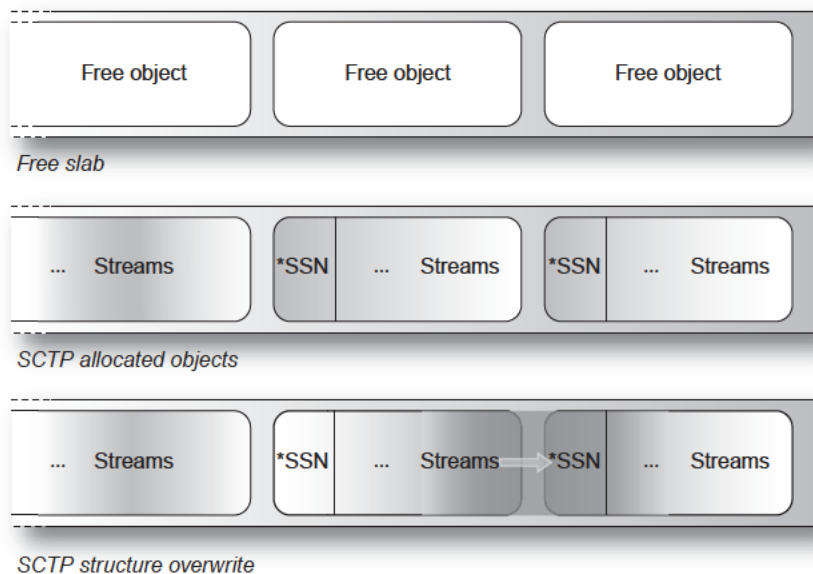 Free object Free object Free object
Free slab
... Streams *SSN ... Streams *SSN ... Streams
SCTP allocated objects
... Streams *SSN ... Streams *SSN ... Streams
SCTP structure overwrite